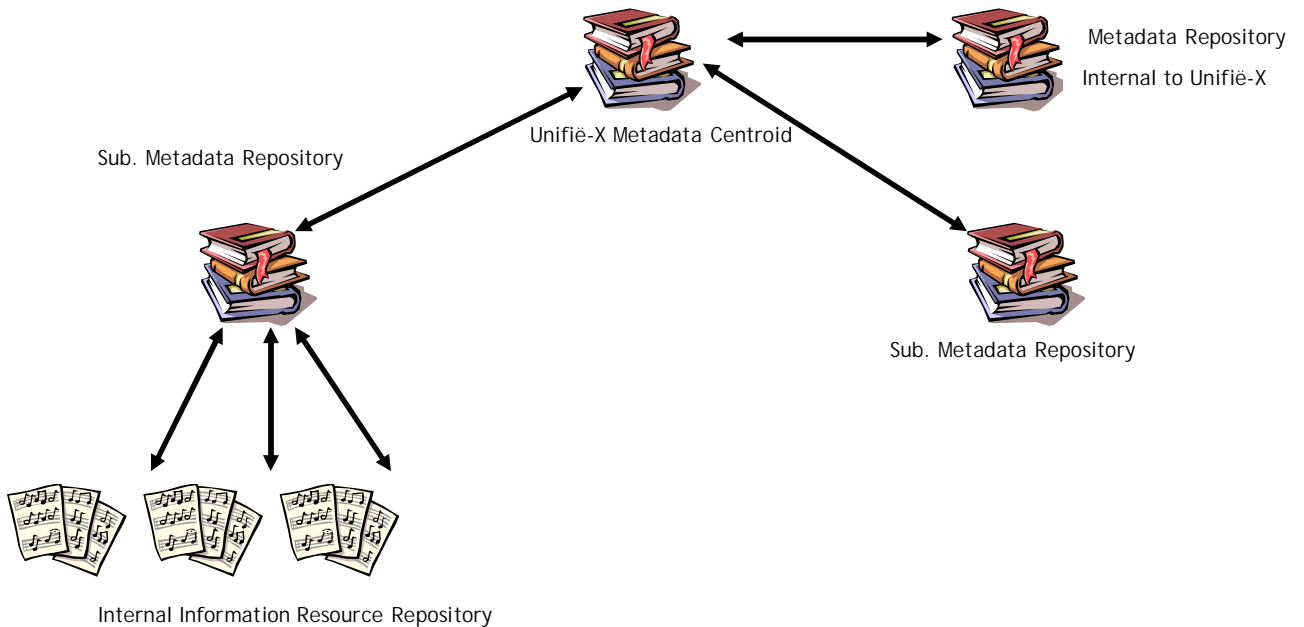 Metadata Repository
Internal to Unifië-X
Unifië-X Metadata Centroid
Sub. Metadata Repository
Sub. Metadata Repository
Internal Information Resource Repository